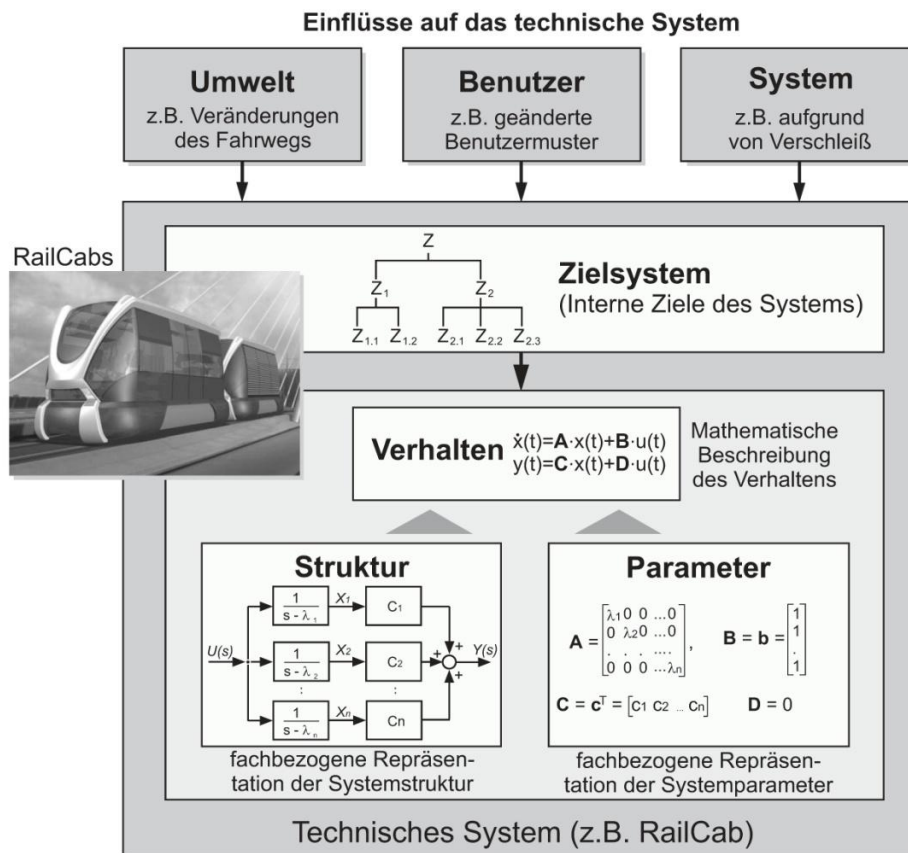 Einflüsse auf das technische System
Umwelt
z.B. Veränderungen
des Fahrwegs
Benutzer
z.B. geänderte
Benutzermuster
System
z.B. aufgrund
von Verschleiß
RailCabs
Z
Z₁ Z₂
Z₁.₁ Z₁.₂ Z₂.₁ Z₂.₂ Z₂.₃
Zielsystem
(Interne Ziele des Systems)
Verhalten
ẋ(t)=A·x(t)+B·u(t)
y(t)=C·x(t)+D·u(t)
Mathematische
Beschreibung
des Verhaltens
Struktur
U(s)
1
s - λ₁
X₁
C₁
1
s - λ₂
X₂
C₂
:
:
1
s - λₙ
Xₙ
Cn
+
+
+
Y(s)
fachbezogene Repräsen-
tation der Systemstruktur
Parameter
A =
λ1 0 0 ...0
0 λ2 0 ...0
. . . ....
0 0 0 ...λn
,
B = b =
1
1
.
1
C = cᵀ = [c1 c2 ... cn]
D = 0
fachbezogene Repräsen-
tation der Systemparameter
Technisches System (z.B. RailCab)